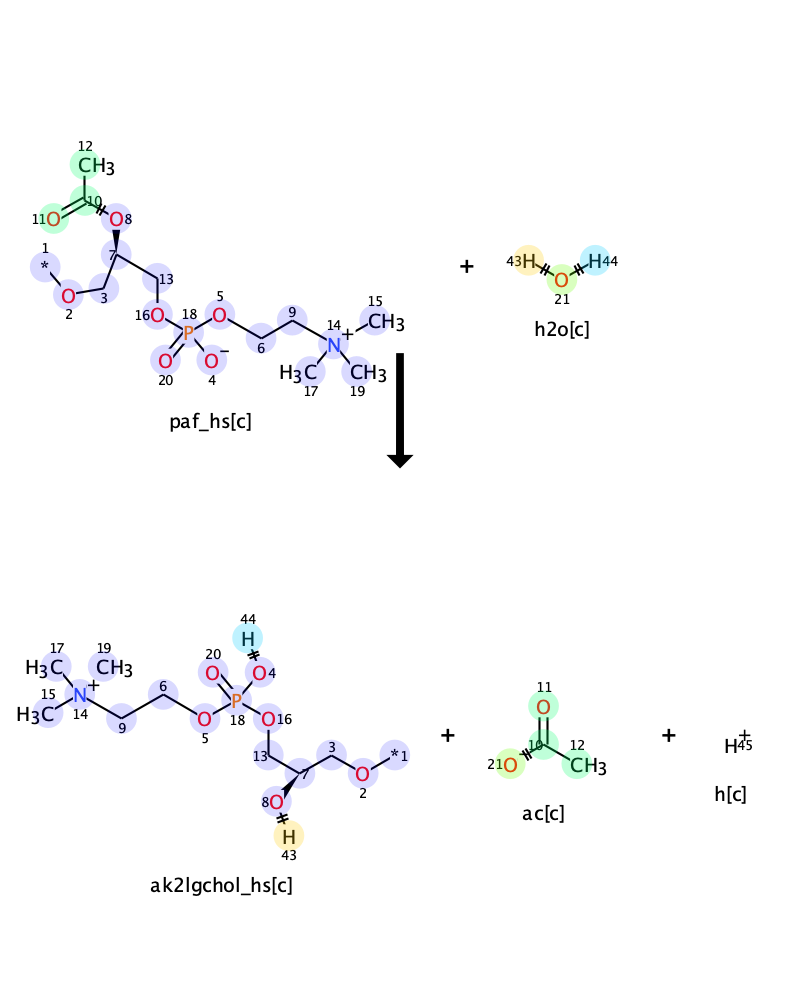 12
CH3
10
11 O
O 8
1
*
7
O
2
3
13
16 O
18
P
5
O
O
20
O−
4
6
9
14
N+
15
CH3
H3C
17
CH3
19
paf_hs[c]
+
43 H
H 44
O
21
h2o[c]
44
H
17
H3C
19
CH3
15
H3C
N+
14
9
6
O
5
20
O
O 4
P
18
O 16
13
7
3
O
2
* 1
8 O
H
43
ak2lgchol_hs[c]
+
11
O
10
12
CH3
21 O
ac[c]
+
H+
45
h[c]